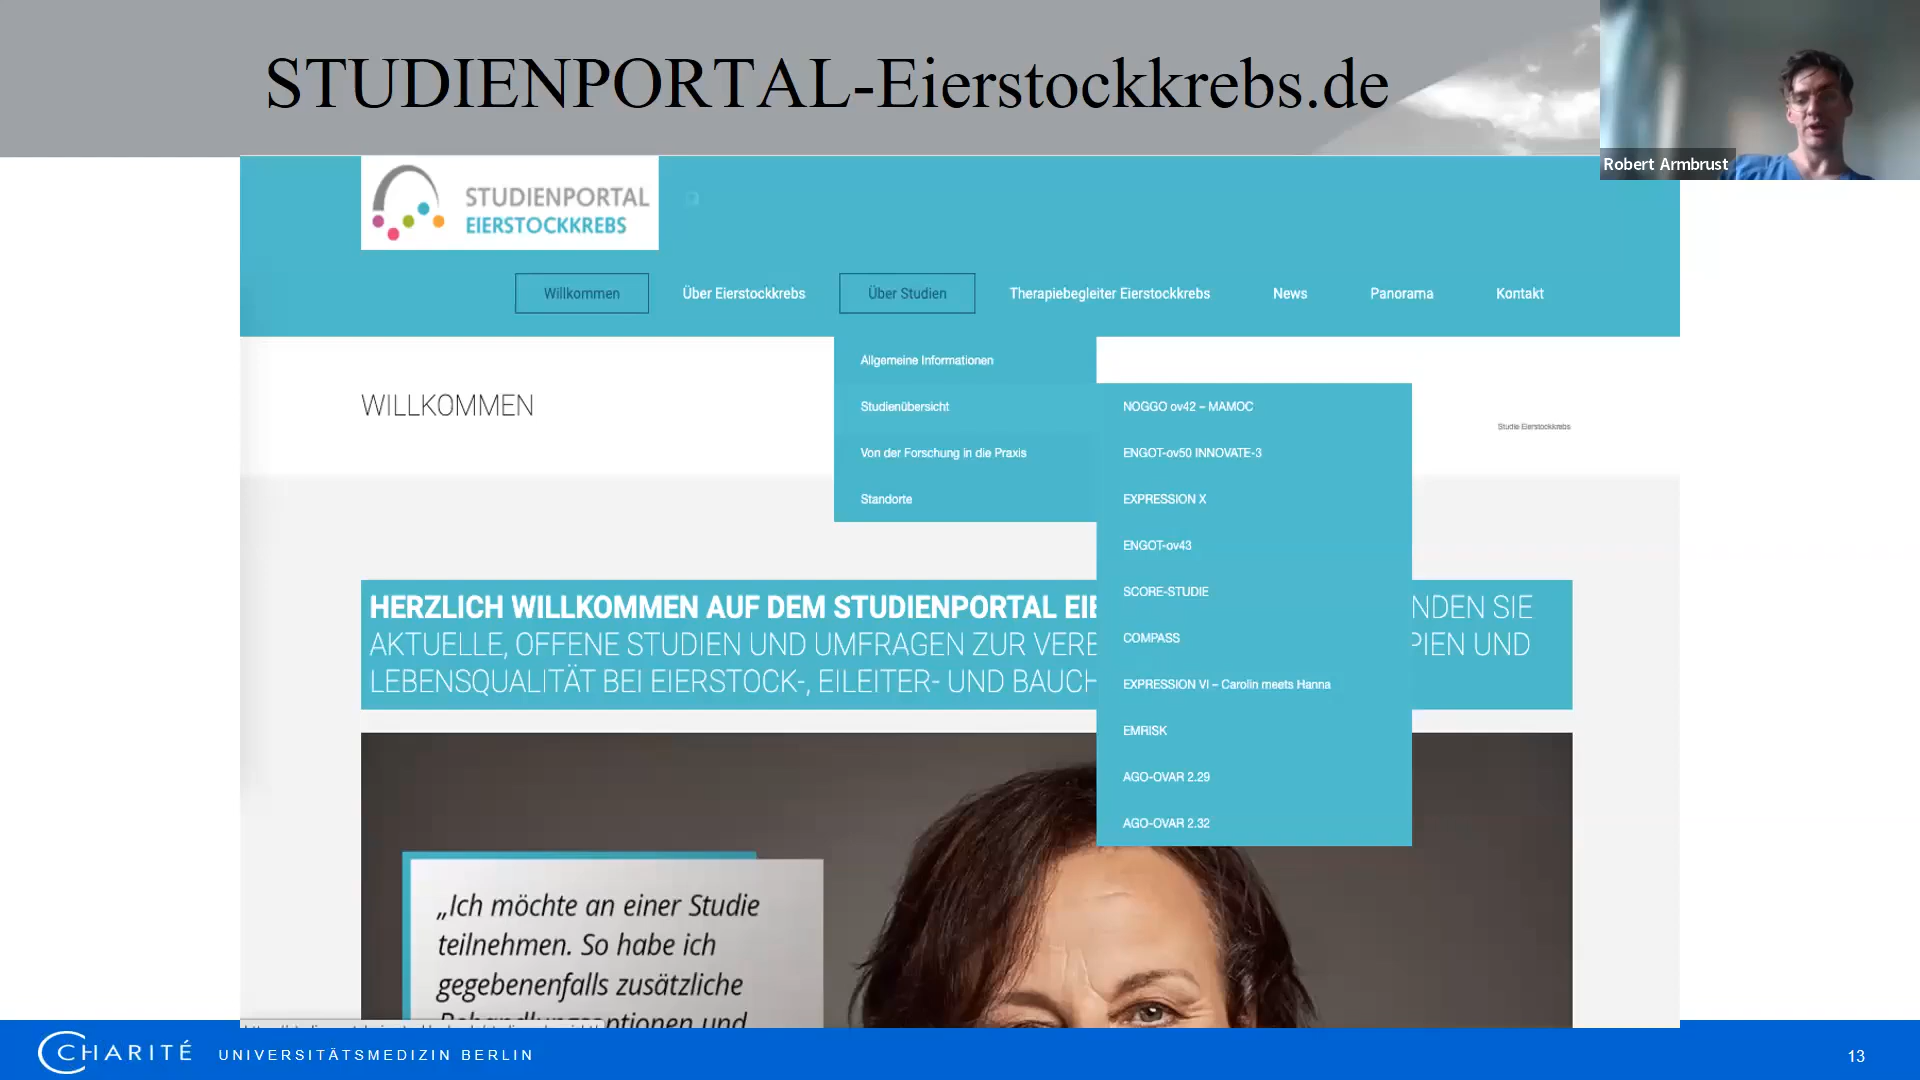 STUDIENPORTAL-Eierstockkrebs.de
Robert Armbrust
STUDIENPORTAL
EIERSTOCKKREBS
Willkommen
Über Eierstockkrebs
Über Studien
Therapiebegleiter Eierstockkrebs
News
Panorama
Kontakt
Allgemeine Informationen
Studienübersicht
Von der Forschung in die Praxis
Standorte
NOGGO ov42 – MAMOC
ENGOT-ov50 INNOVATE-3
EXPRESSION X
ENGOT-ov43
SCORE-STUDIE
COMPASS
EXPRESSION VI – Carolin meets Hanna
EMRISK
AGO-OVAR 2.29
AGO-OVAR 2.32
WILLKOMMEN
Studie Eierstockkrebs
HERZLICH WILLKOMMEN AUF DEM STUDIENPORTAL EIE NDEN SIE
AKTUELLE, OFFENE STUDIEN UND UMFRAGEN ZUR VERBE PIEN UND
LEBENSQUALITÄT BEI EIERSTOCK-, EILEITER- UND BAUCH
„Ich möchte an einer Studie
teilnehmen. So habe ich
gegebenenfalls zusätzliche
Behandlungsoptionen und
CHARITÉ UNIVERSITÄTSMEDIZIN BERLIN
13